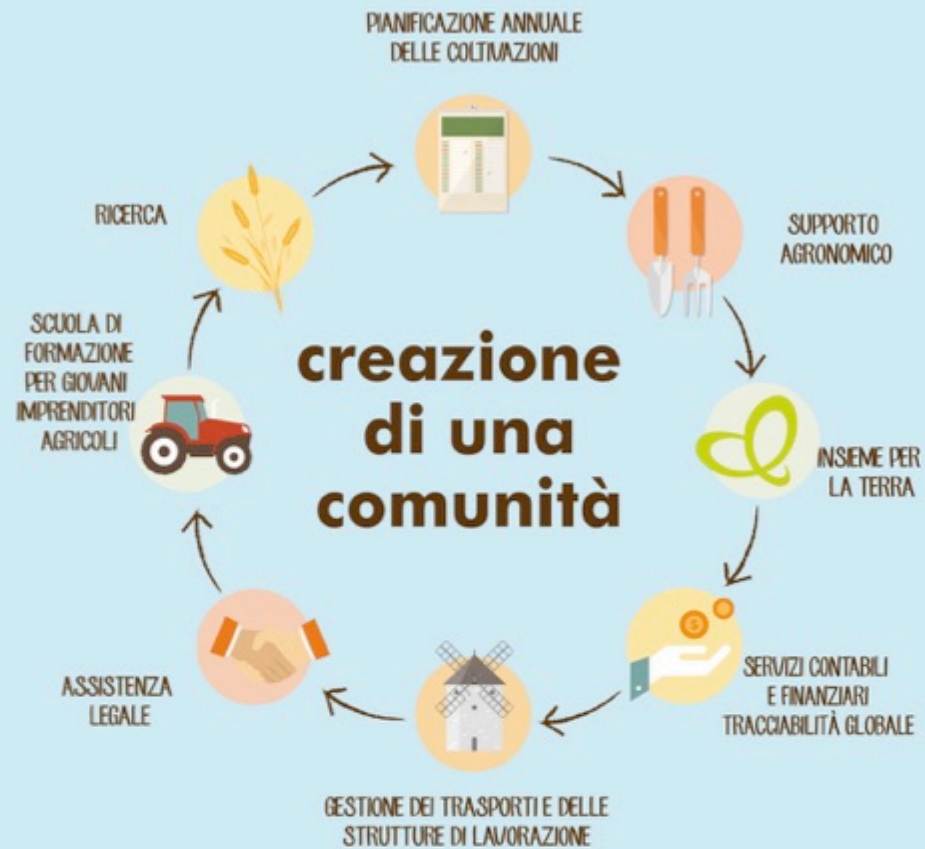 PIANIFICAZIONE ANNUALE
DELLE COLTIVAZIONI
SUPPORTO
AGRONOMICO
INSIEME PER
LA TERRA
SERVIZI CONTABILI
E FINANZIARI
TRACCIABILITÀ GLOBALE
GESTIONE DEI TRASPORTI E DELLE
STRUTTURE DI LAVORAZIONE
ASSISTENZA
LEGALE
SCUOLA DI
FORMAZIONE
PER GIOVANI
IMPRENDITORI
AGRICOLI
RICERCA
creazione
di una
comunità